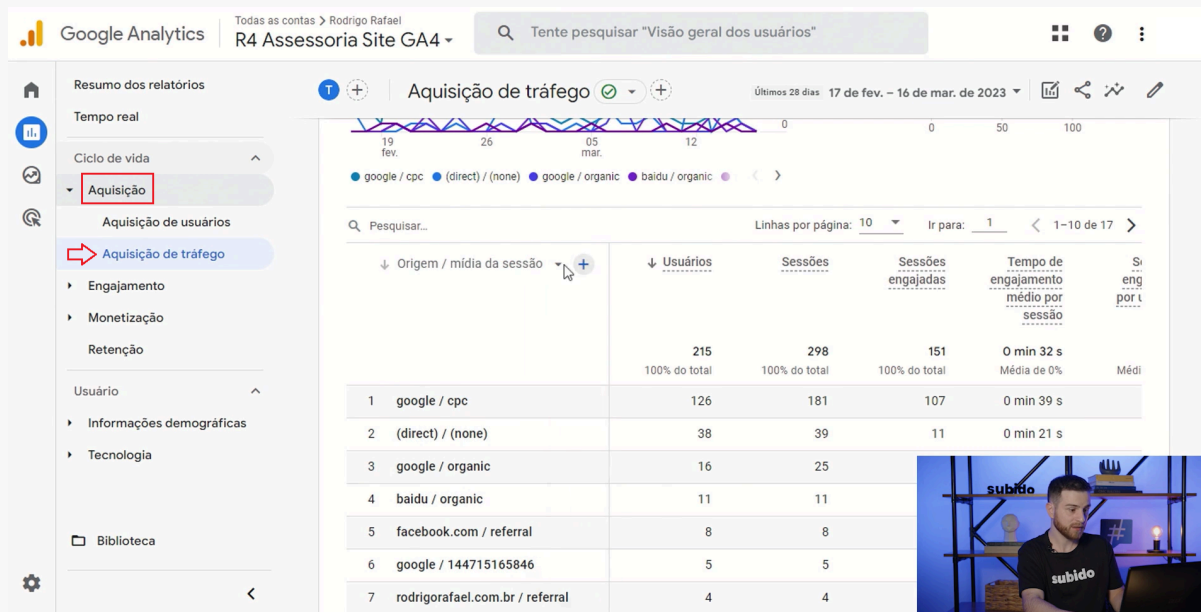 Google Analytics
Todas as contas > Rodrigo Rafael
R4 Assessoria Site GA4
Tente pesquisar "Visão geral dos usuários"
Resumo dos relatórios
Tempo real
Ciclo de vida
Aquisição
Aquisição de usuários
Aquisição de tráfego
Engajamento
Monetização
Retenção
Usuário
Informações demográficas
Tecnologia
Biblioteca
T
Aquisição de tráfego
Últimos 28 dias 17 de fev. – 16 de mar. de 2023
19 fev. 26 05 mar. 12
0 0 50 100
google / cpc (direct) / (none) google / organic baidu / organic
Pesquisar... Linhas por página: 10 Ir para: 1 1–10 de 17
Origem / mídia da sessão
Usuários
Sessões
Sessões
engajadas
Tempo de
engajamento
médio por
sessão
215 298 151 0 min 32 s
100% do total 100% do total 100% do total Média de 0% Médi
1 google / cpc 126 181 107 0 min 39 s
2 (direct) / (none) 38 39 11 0 min 21 s
3 google / organic 16 25
4 baidu / organic 11 11
5 facebook.com / referral 8 8
6 google / 144715165846 5 5
7 rodrigorafael.com.br / referral 4 4
subido
#
subido